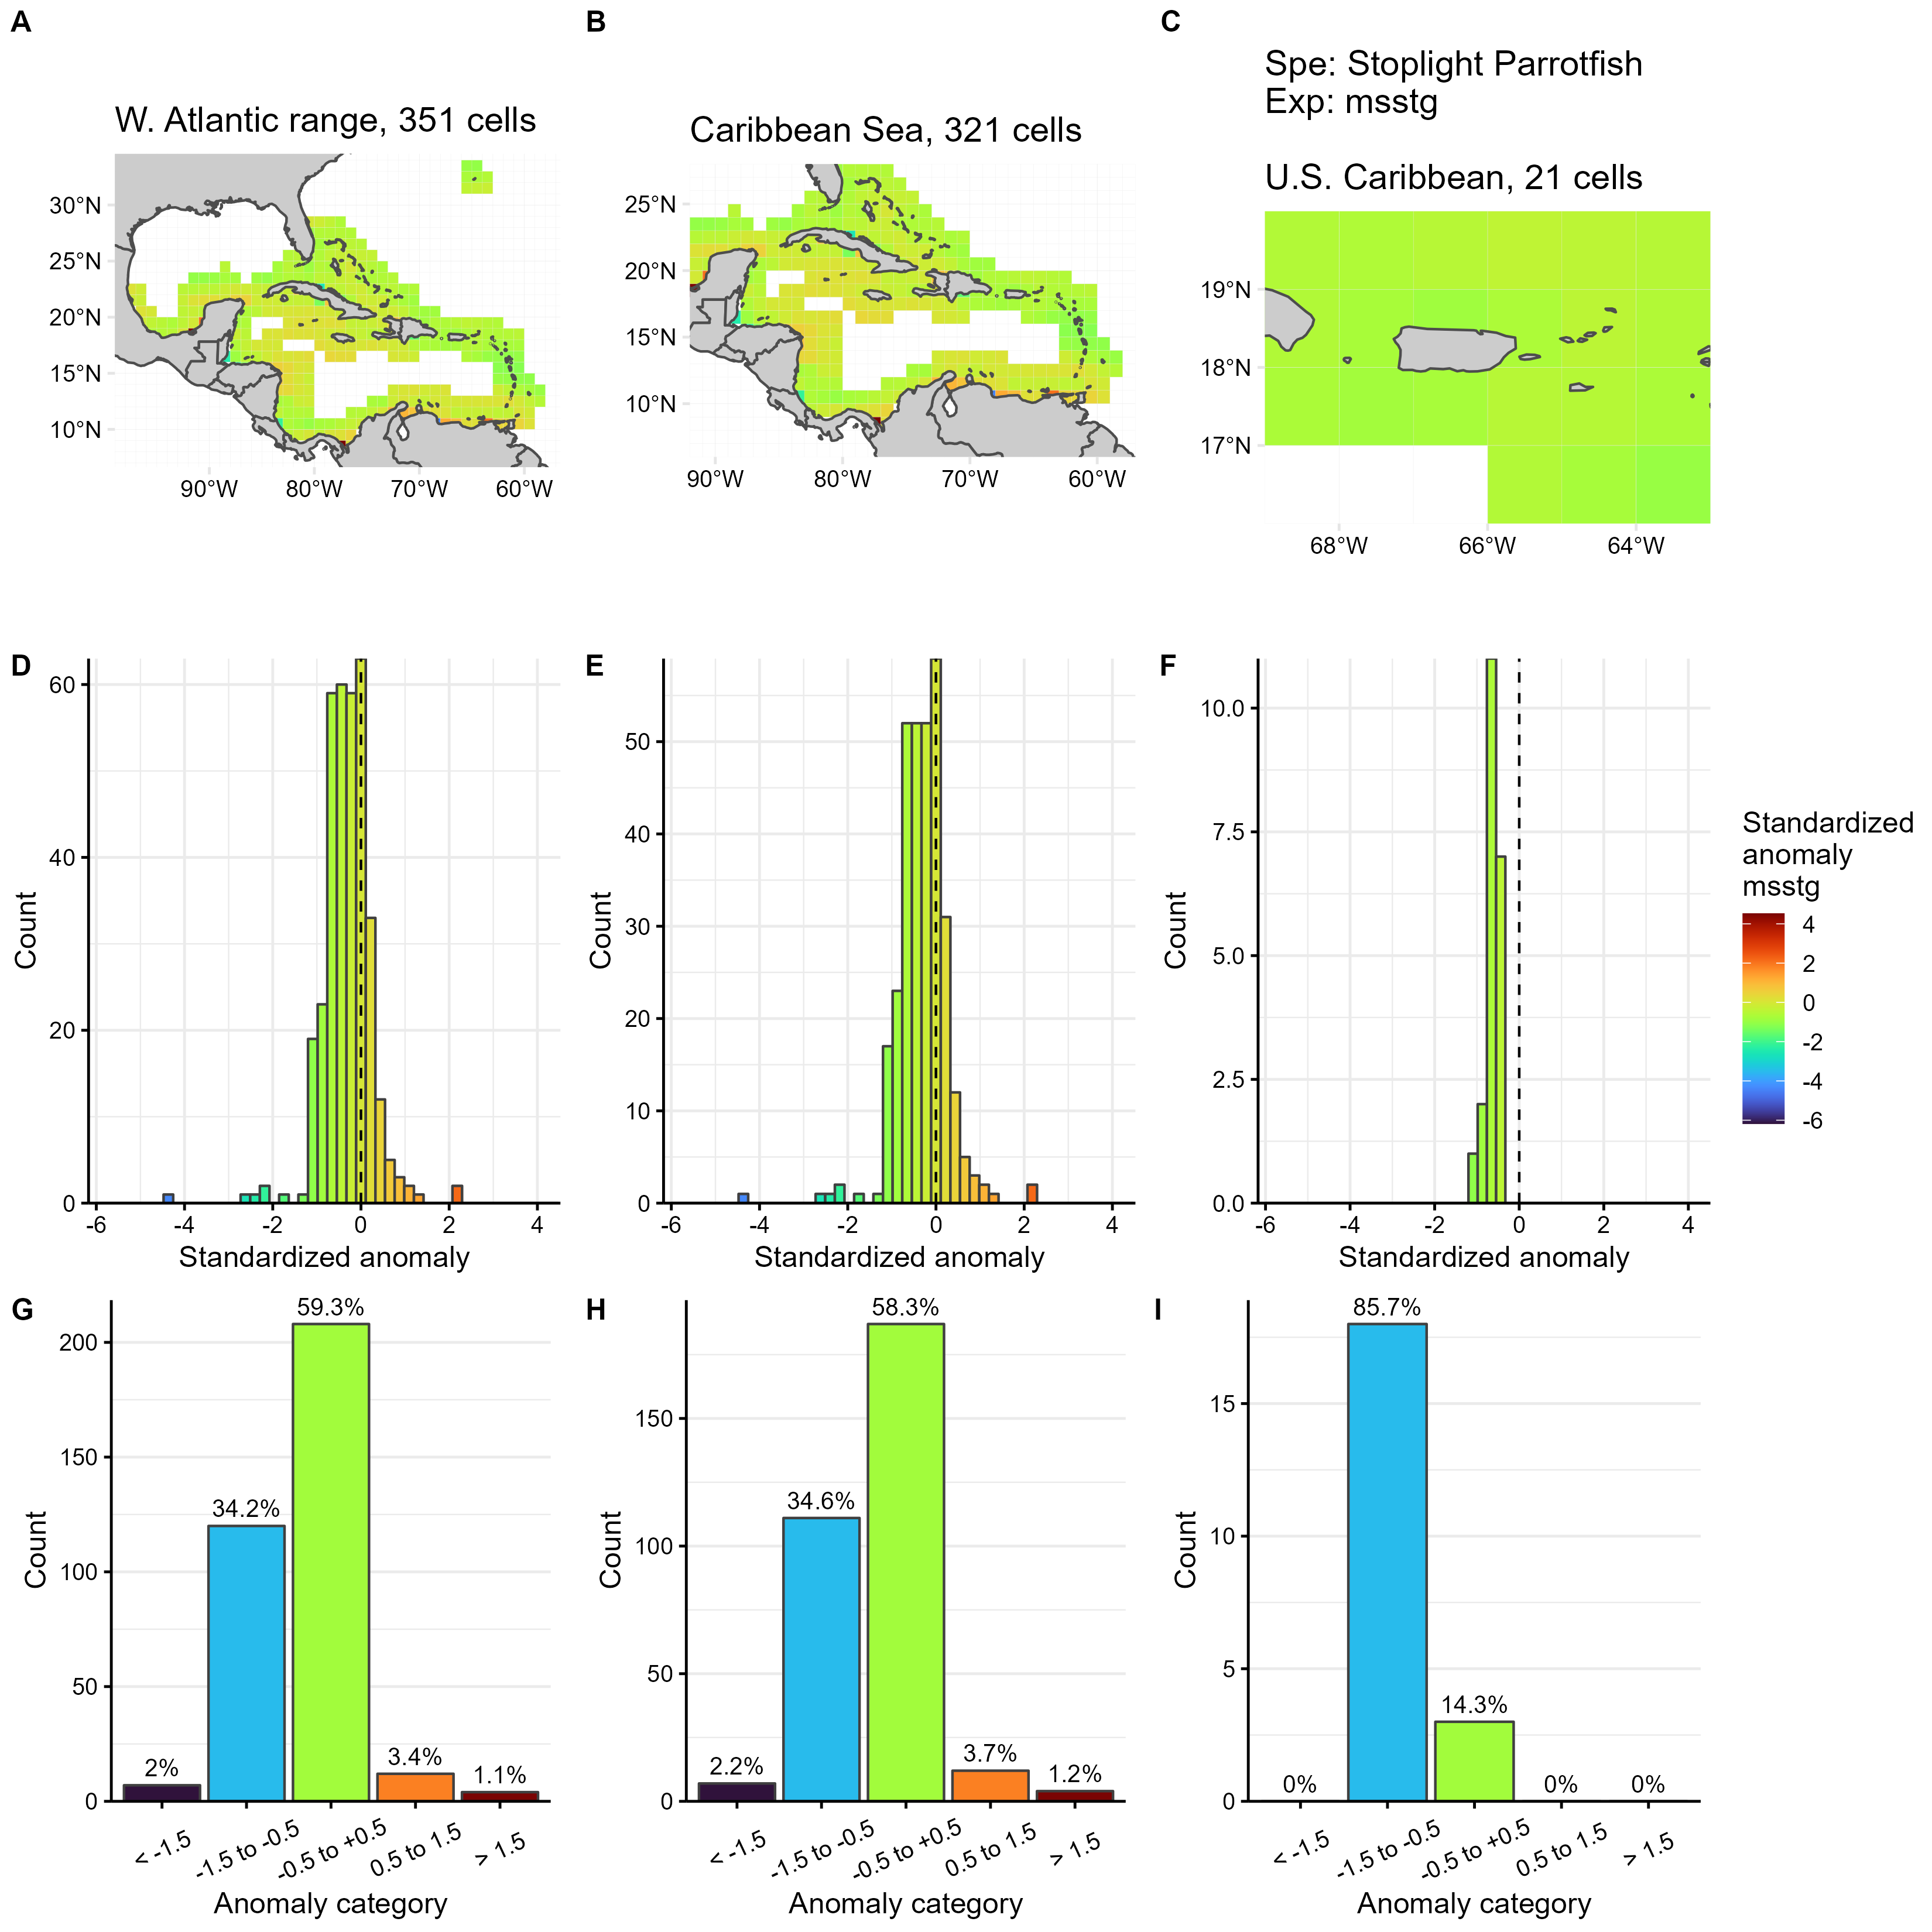 A
B
C
Spe: Stoplight Parrotfish
Exp: msstg
W. Atlantic range, 351 cells
Caribbean Sea, 321 cells
U.S. Caribbean, 21 cells
30°N
25°N
20°N
15°N
10°N
90°W 80°W 70°W 60°W
25°N
20°N
15°N
10°N
90°W 80°W 70°W 60°W
19°N
18°N
17°N
68°W 66°W 64°W
D
60
40
20
0
Count
-6 -4 -2 0 2 4
Standardized anomaly
E
50
40
30
20
10
0
Count
-6 -4 -2 0 2 4
Standardized anomaly
F
10.0
7.5
5.0
2.5
0.0
Count
-6 -4 -2 0 2 4
Standardized anomaly
Standardized
anomaly
msstg
4
2
0
-2
-4
-6
G
200
150
100
50
0
Count
2%
34.2%
59.3%
3.4%
1.1%
< -1.5
-1.5 to -0.5
-0.5 to +0.5
0.5 to 1.5
> 1.5
Anomaly category
H
150
100
50
0
Count
2.2%
34.6%
58.3%
3.7%
1.2%
< -1.5
-1.5 to -0.5
-0.5 to +0.5
0.5 to 1.5
> 1.5
Anomaly category
I
15
10
5
0
Count
0%
85.7%
14.3%
0%
0%
< -1.5
-1.5 to -0.5
-0.5 to +0.5
0.5 to 1.5
> 1.5
Anomaly category